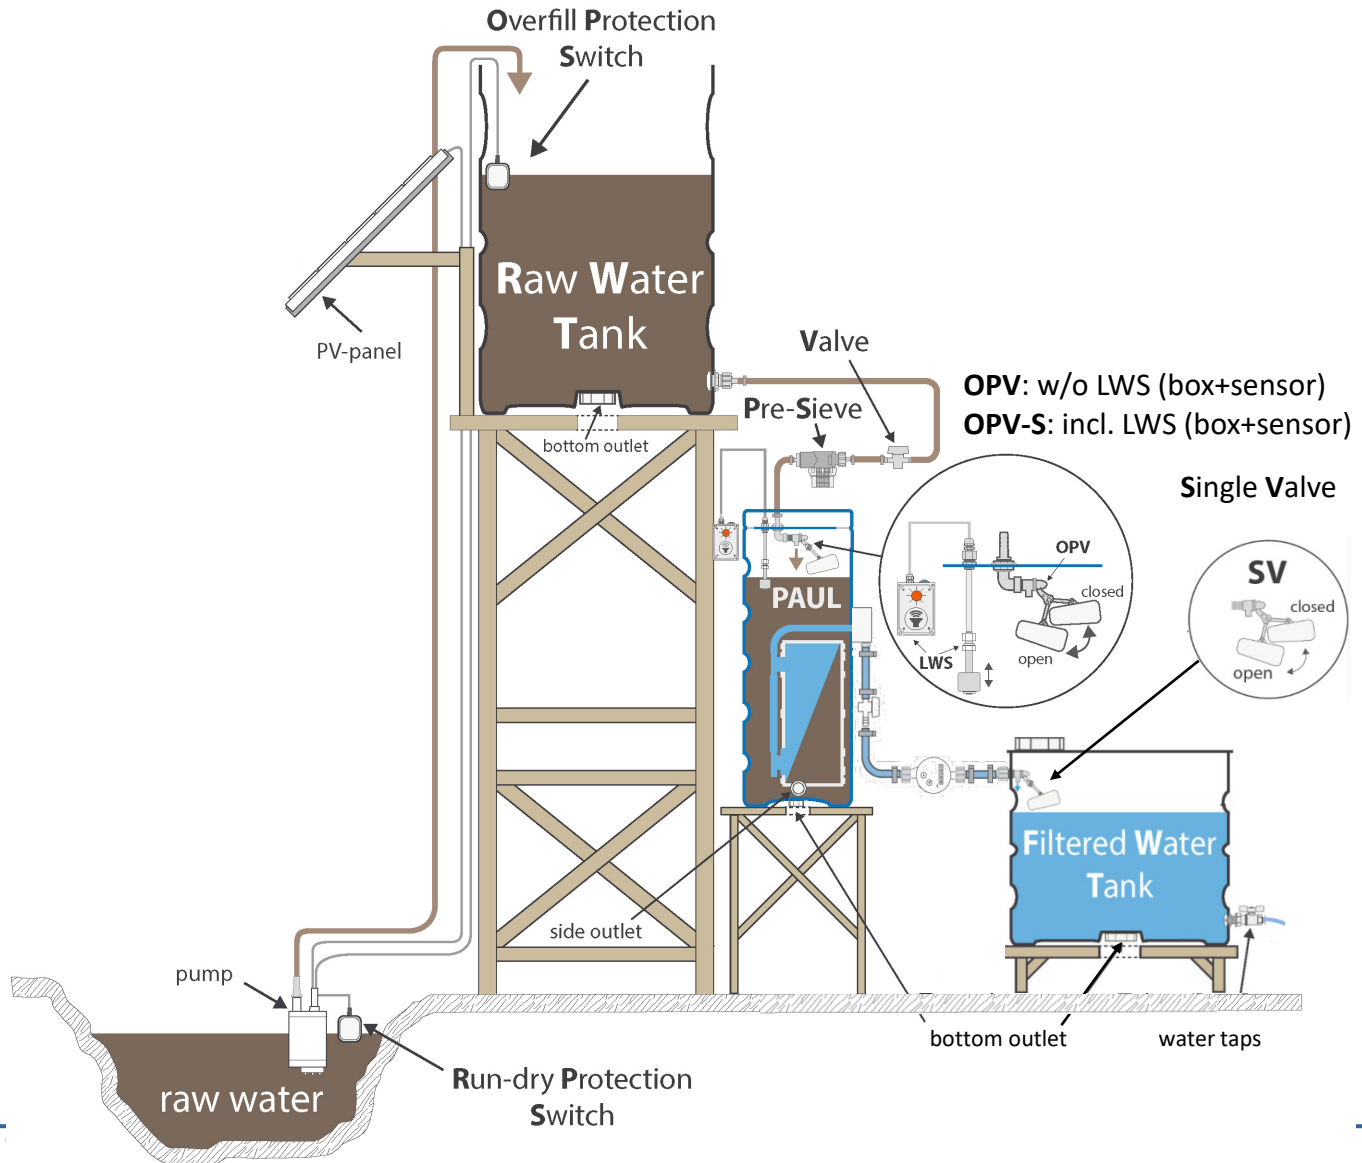 Overfill Protection
Switch
PV-panel
Raw Water
Tank
bottom outlet
Valve
Pre-Sieve
OPV: w/o LWS (box+sensor)
OPV-S: incl. LWS (box+sensor)
Single Valve
OPV
closed
open
LWS
SV
closed
open
PAUL
side outlet
Filtered Water
Tank
pump
bottom outlet
water taps
Run-dry Protection
Switch
raw water